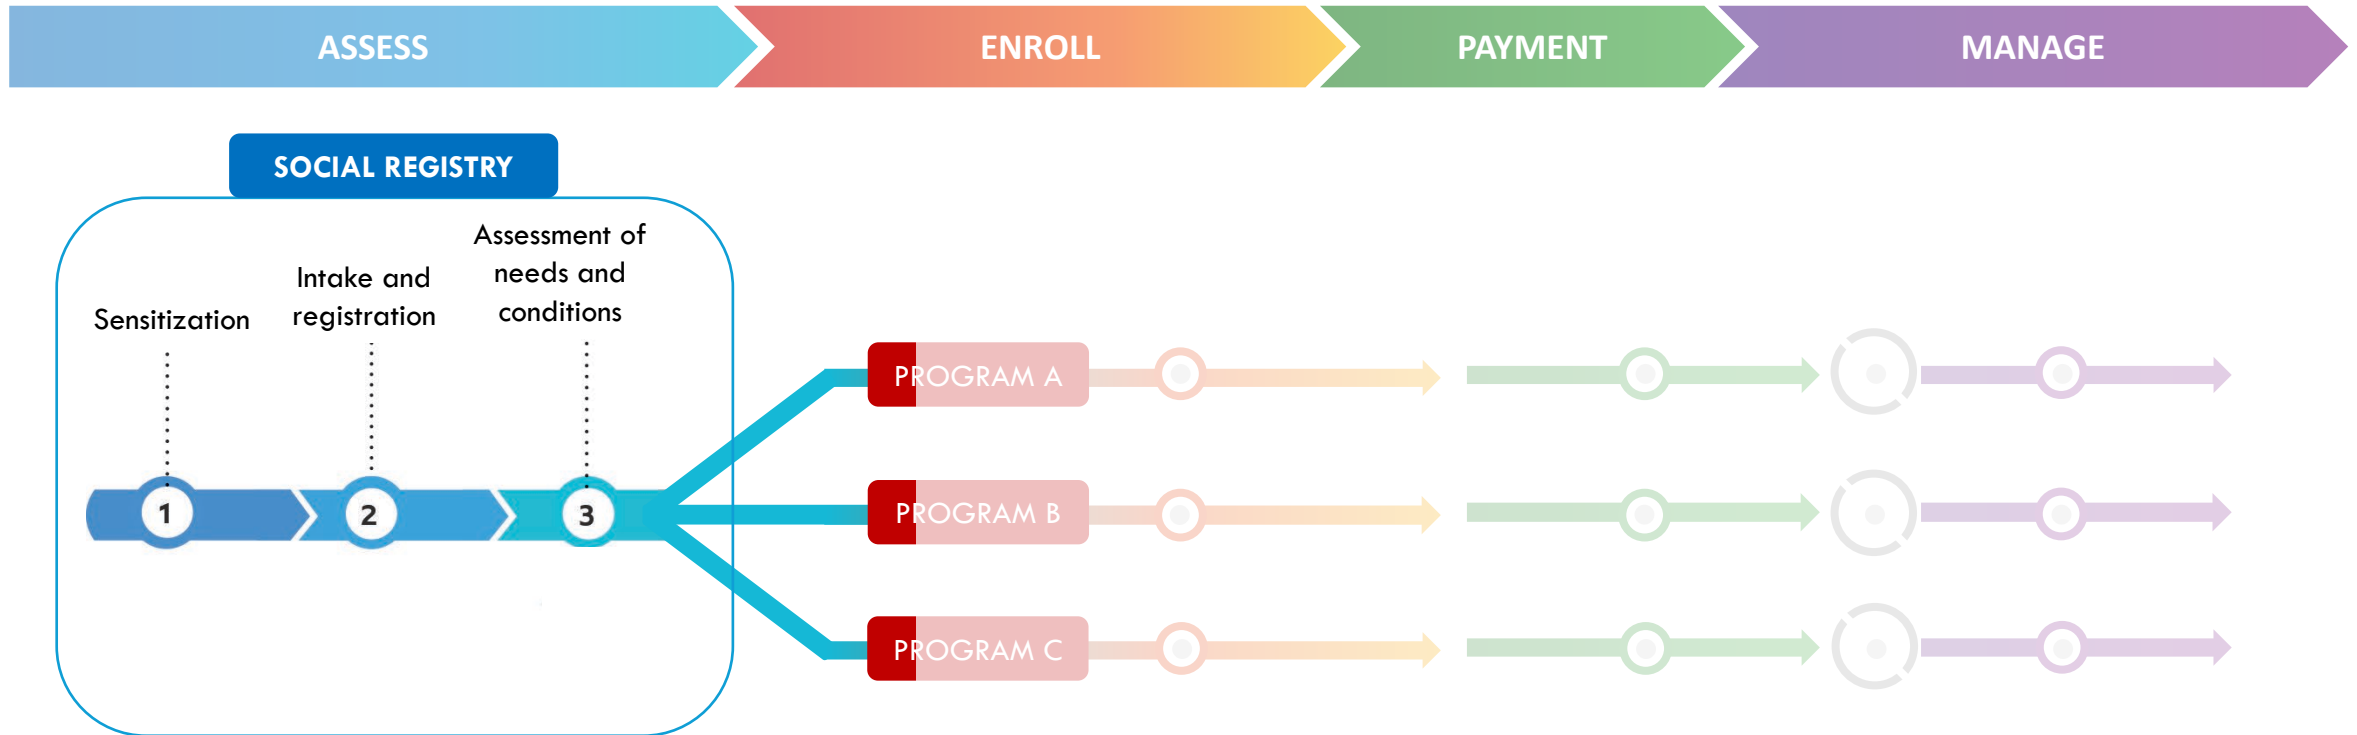 ASSESS
ENROLL
PAYMENT
MANAGE
SOCIAL REGISTRY
Sensitization
Intake and
registration
Assessment of
needs and
conditions
1
2
3
PROGRAM A
PROGRAM B
PROGRAM C